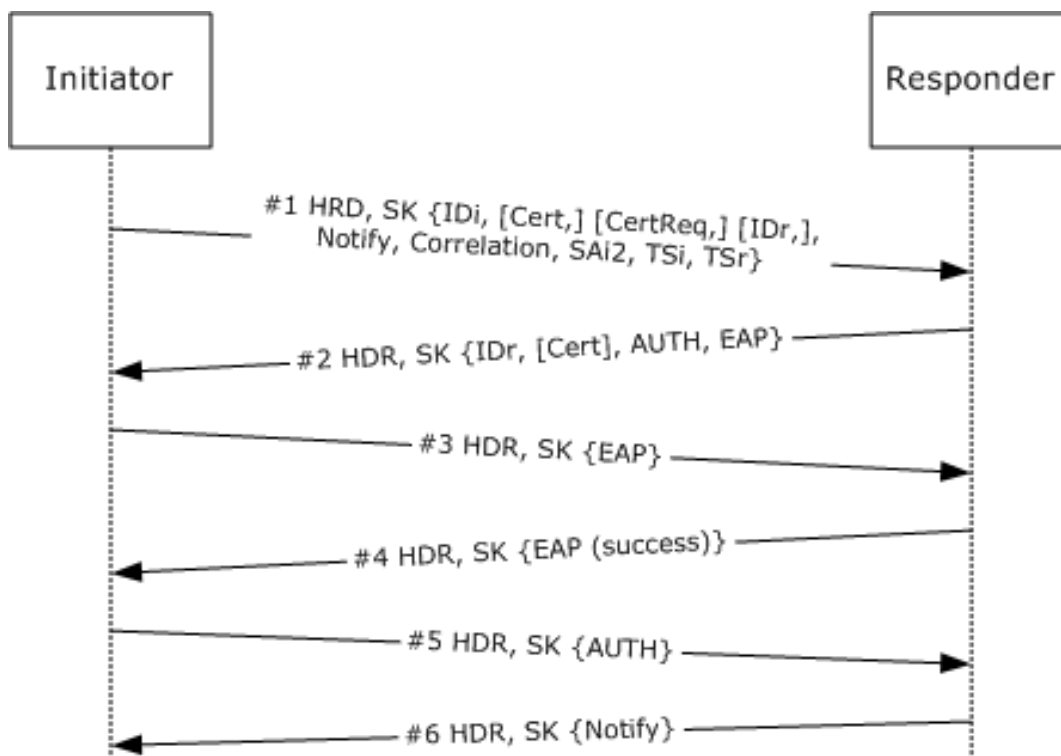 Initiator
Responder
#1 HRD, SK {IDi, [Cert,] [CertReq,] [IDr,],
Notify, Correlation, SAi2, TSi, TSr}
#2 HDR, SK {IDr, [Cert], AUTH, EAP}
#3 HDR, SK {EAP}
#4 HDR, SK {EAP (success)}
#5 HDR, SK {AUTH}
#6 HDR, SK {Notify}